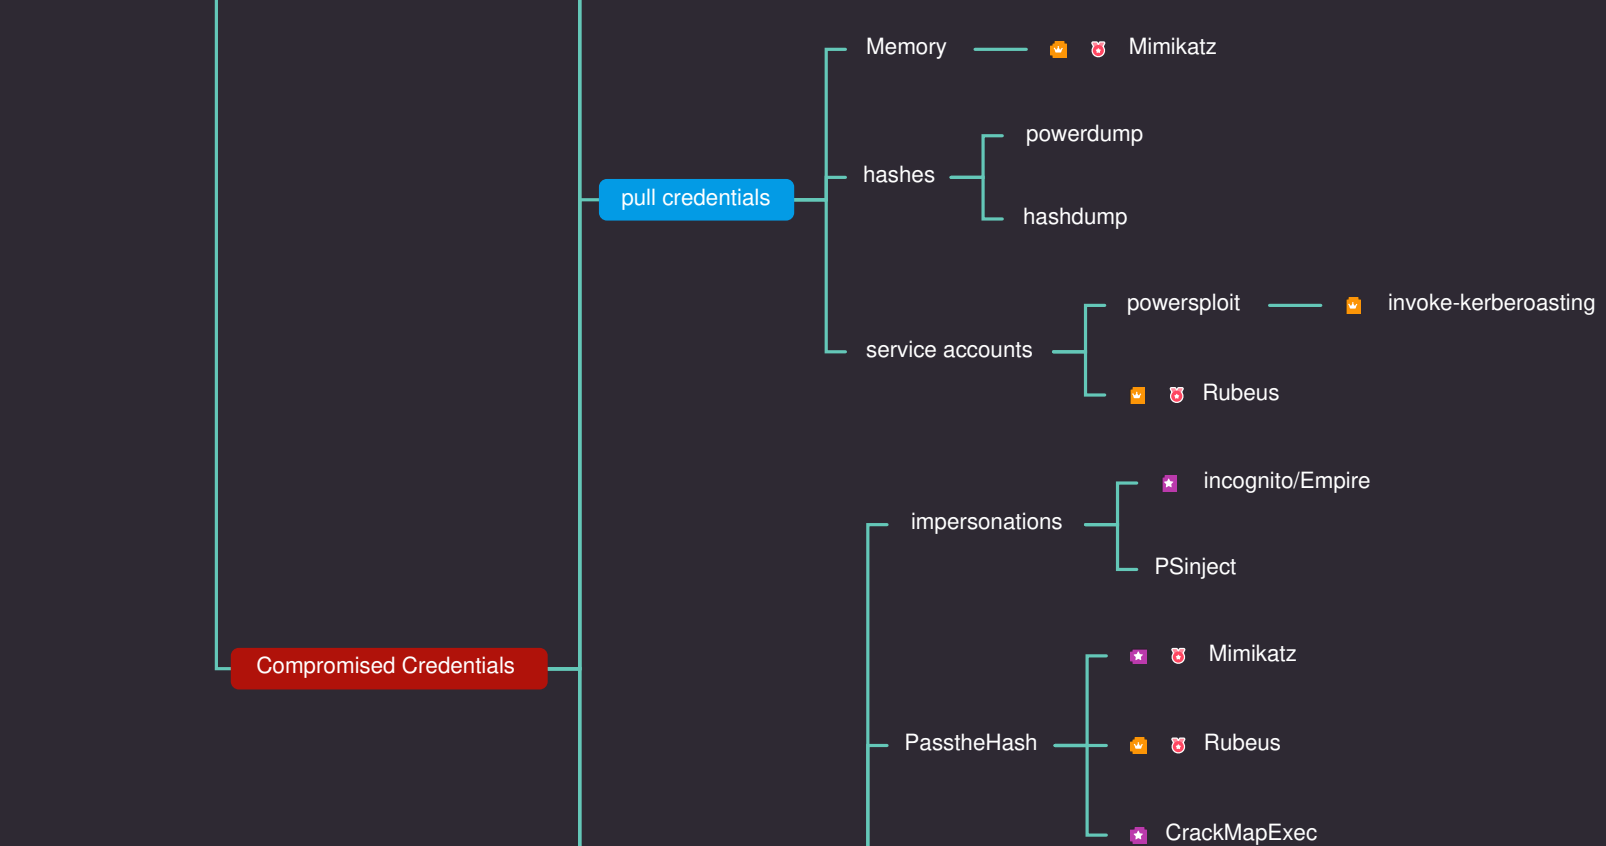 Memory
Mimikatz
powerdump
hashes
pull credentials
hashdump
powersploit
invoke-kerberoasting
service accounts
Rubeus
incognito/Empire
impersonations
PSinject
Mimikatz
Compromised Credentials
PasstheHash
Rubeus
CrackMapExec